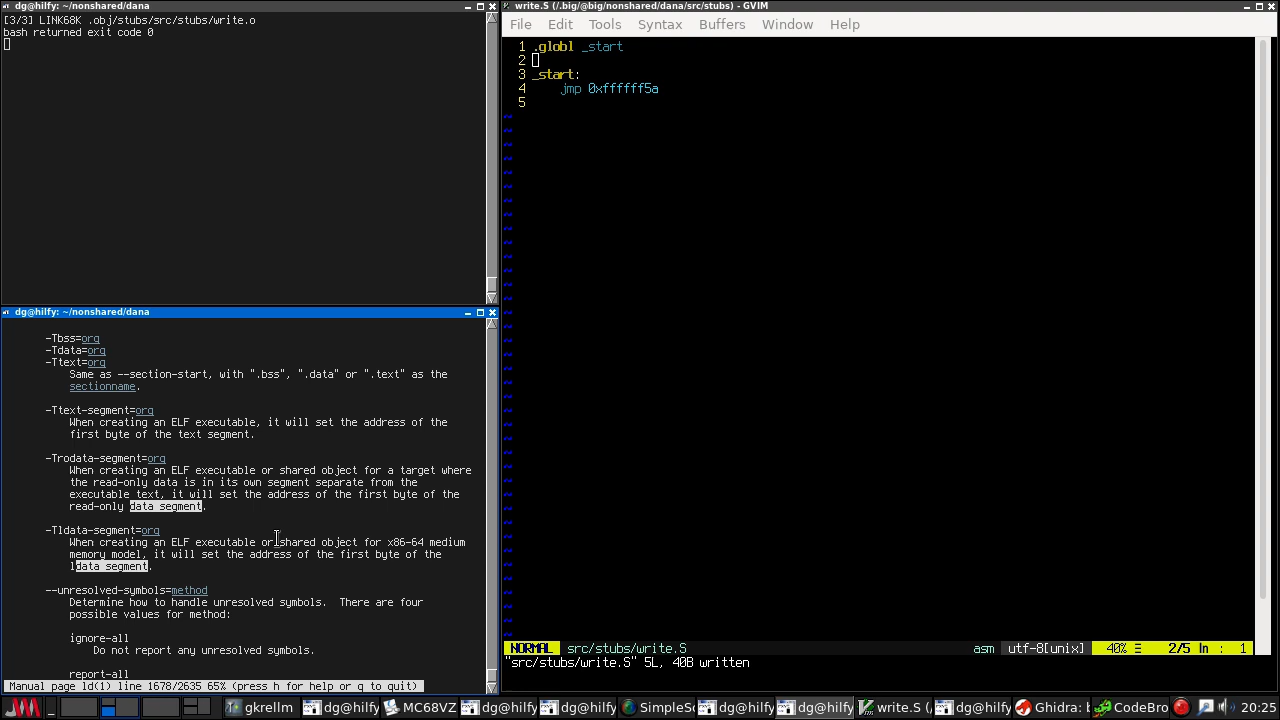 dg@hilfy: ~/nonshared/dana
[3/3] LINK68K .obj/stubs/src/stubs/write.o
bash returned exit code 0
dg@hilfy: ~/nonshared/dana
-Tbss=org
-Tdata=org
-Ttext=org
Same as --section-start, with ".bss", ".data" or ".text" as the
sectionname.
-Ttext-segment=org
When creating an ELF executable, it will set the address of the
first byte of the text segment.
-Trodata-segment=org
When creating an ELF executable or shared object for a target where
the read-only data is in its own segment separate from the
executable text, it will set the address of the first byte of the
read-only data segment.
-Tldata-segment=org
When creating an ELF executable or shared object for x86-64 medium
memory model, it will set the address of the first byte of the
ldata segment.
--unresolved-symbols=method
Determine how to handle unresolved symbols.  There are four
possible values for method:
ignore-all
Do not report any unresolved symbols.
report-all
Manual page ld(1) line 1678/2535 67% (press h for help or q to quit)
write.S (/.big/@big/nonshared/dana/src/stubs) - GVIM
File Edit Tools Syntax Buffers Window Help
1 .globl _start
2
3 _start:
4 jmp 0xffffff5a
5
NORMAL src/stubs/write.S asm utf-8[unix] 40% ☰ 2/5 ln : 1
"src/stubs/write.S" 5L, 40B written
gkrellm dg@hilfy MC68VZ dg@hilfy dg@hilfy SimpleS dg@hilfy dg@hilfy write.S ( dg@hilfy Ghidra: b CodeBro 20:25